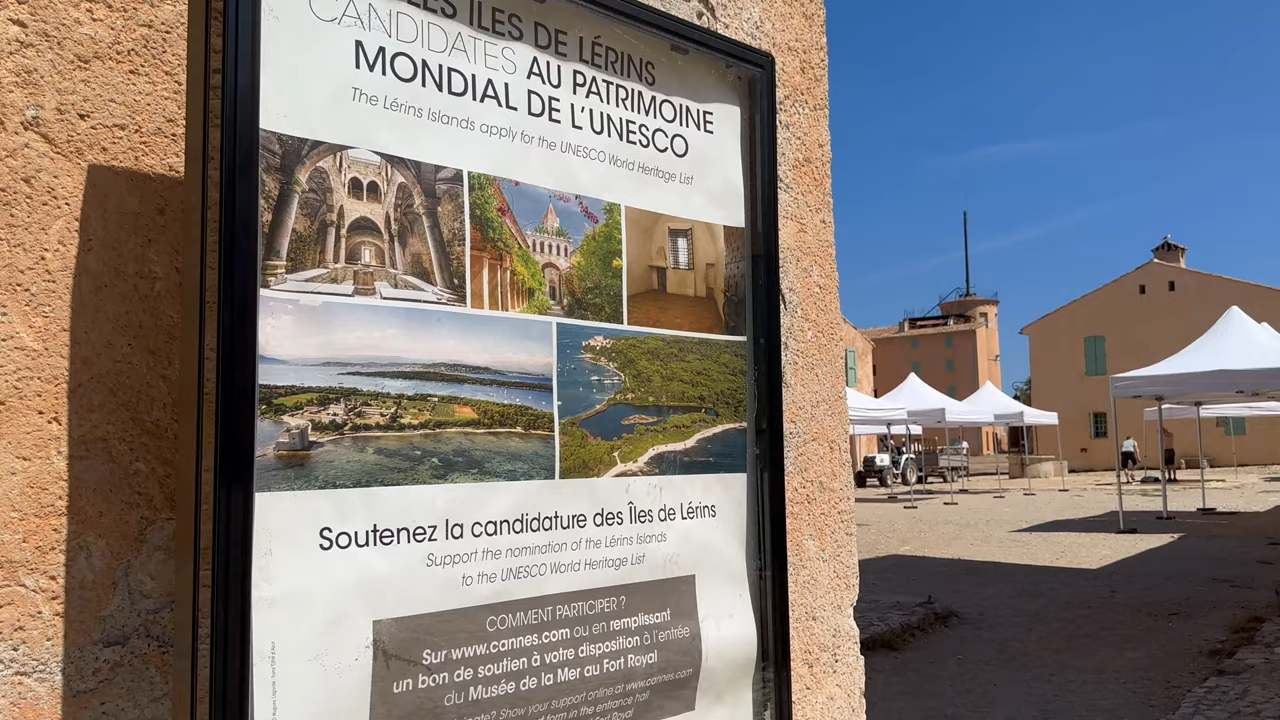 LES ÎLES DE LÉRINS
CANDIDATES AU PATRIMOINE
MONDIAL DE L'UNESCO
The Lérins Islands apply for the UNESCO World Heritage List
Soutenez la candidature des Îles de Lérins
Support the nomination of the Lérins Islands
to the UNESCO World Heritage List
COMMENT PARTICIPER ?
Sur www.cannes.com ou en remplissant
un bon de soutien à votre disposition à l'entrée
du Musée de la Mer au Fort Royal
Show your support online at www.cannes.com
form in the entrance hall
Fort Royal